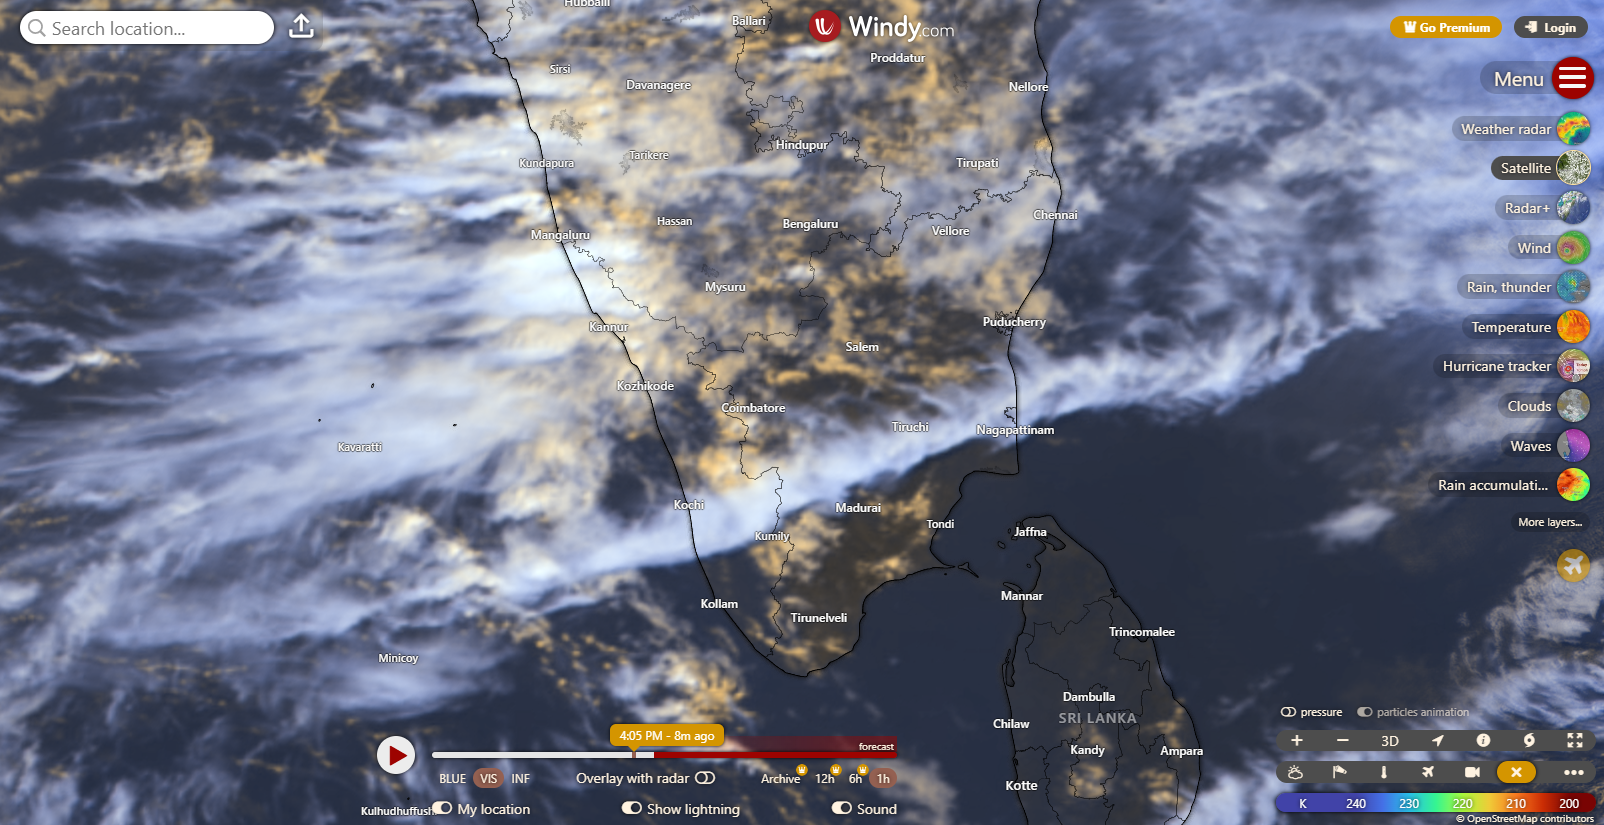 Search location...
Windy.com
Go Premium
Login
Menu
Weather radar
Satellite
Radar+
Wind
Rain, thunder
Temperature
Hurricane tracker
Clouds
Waves
Rain accumulati...
More layers...
Hubballi
Ballari
Proddatur
Sirsi
Davanagere
Nellore
Hindupur
Kundapura
Tarikere
Tirupati
Hassan
Bengaluru
Chennai
Mangaluru
Vellore
Mysuru
Kannur
Puducherry
Salem
Kozhikode
Coimbatore
Tiruchi
Nagapattinam
Kavaratti
Kochi
Madurai
Tondi
Kumily
Jaffna
Mannar
Kollam
Tirunelveli
Trincomalee
Minicoy
Dambulla
SRI LANKA
Chilaw
Kandy
Ampara
Kotte
4:05 PM - 8m ago
forecast
BLUE VIS INF
Overlay with radar
Archive 12h 6h 1h
Kulhudhuffush
My location
Show lightning
Sound
pressure
particles animation
3D
K 240 230 220 210 200
© OpenStreetMap contributors